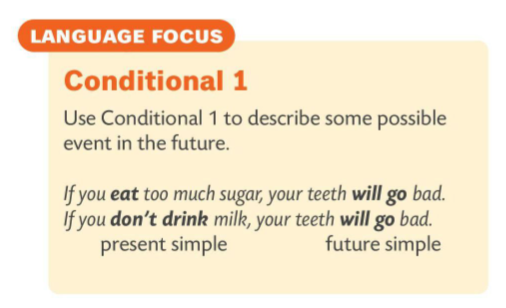 LANGUAGE FOCUS
Conditional 1
Use Conditional 1 to describe some possible
event in the future.
If you eat too much sugar, your teeth will go bad.
If you don't drink milk, your teeth will go bad.
present simple future simple